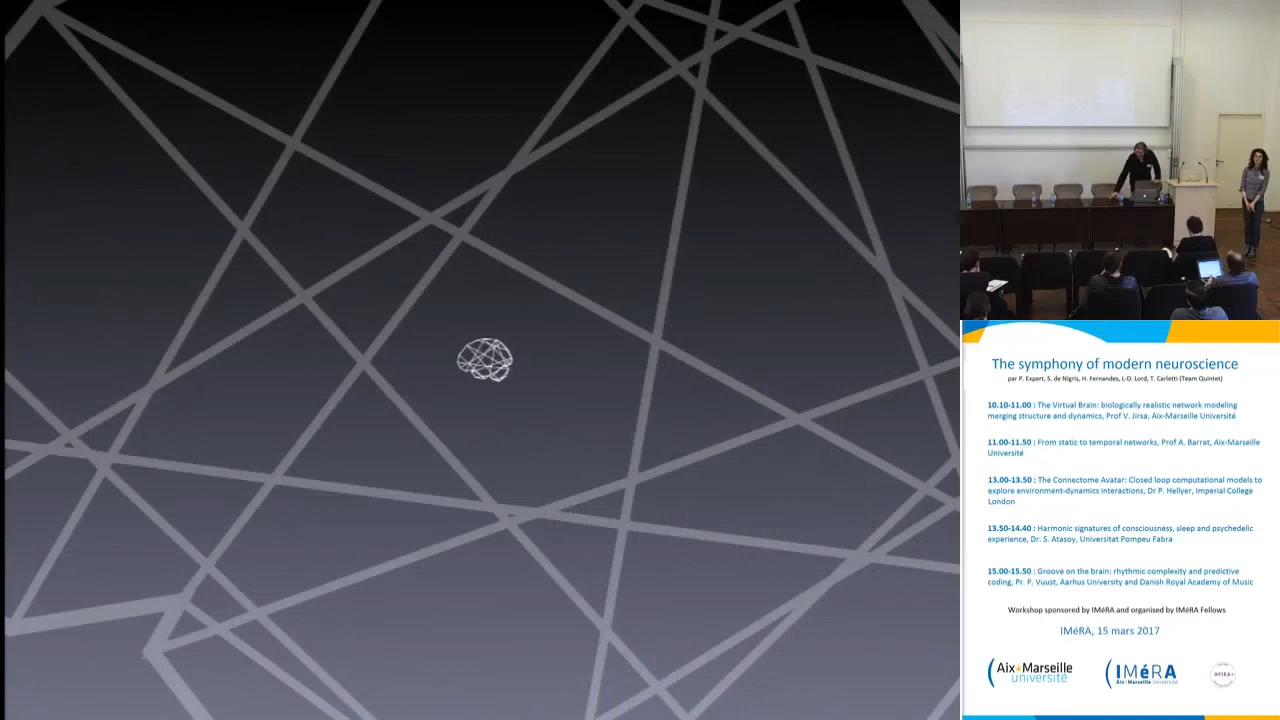 The symphony of modern neuroscience
par P. Expert, S. de Nigris, H. Fernandes, L-D. Lord, T. Carletti (Team Quintet)
10.10-11.00 : The Virtual Brain: biologically realistic network modeling
merging structure and dynamics, Prof V. Jirsa, Aix-Marseille Université
11.00-11.50 : From static to temporal networks, Prof A. Barrat, Aix-Marseille
Université
13.00-13.50 : The Connectome Avatar: Closed loop computational models to
explore environment-dynamics interactions, Dr P. Hellyer, Imperial College
London
13.50-14.40 : Harmonic signatures of consciousness, sleep and psychedelic
experience, Dr. S. Atasoy, Universitat Pompeu Fabra
15.00-15.50 : Groove on the brain: rhythmic complexity and predictive
coding, Pr. P. Vuust, Aarhus University and Danish Royal Academy of Music
Workshop sponsored by IMéRA and organised by IMéRA Fellows
IMéRA, 15 mars 2017
Aix Marseille
université
IMéRA
Aix Marseille Université